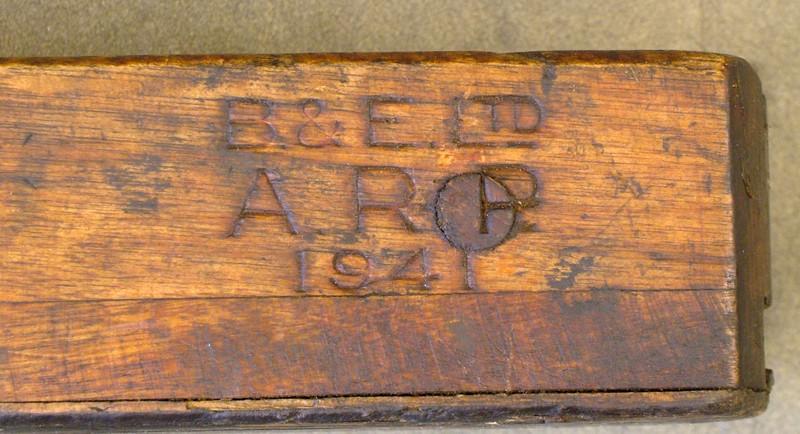 B. & E. LTD
A. R. P.
1941